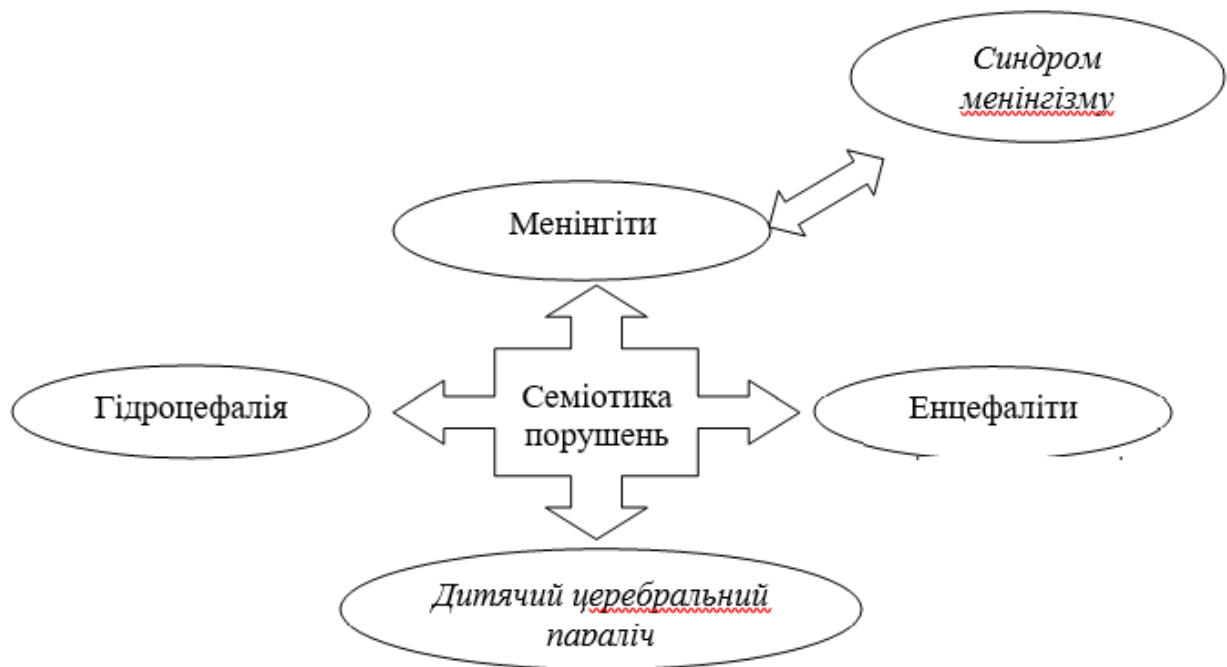 Синдром
менінгізму
Менінгіти
Гідроцефалія
Семіотика
порушень
Енцефаліти
Дитячий церебральний
параліч